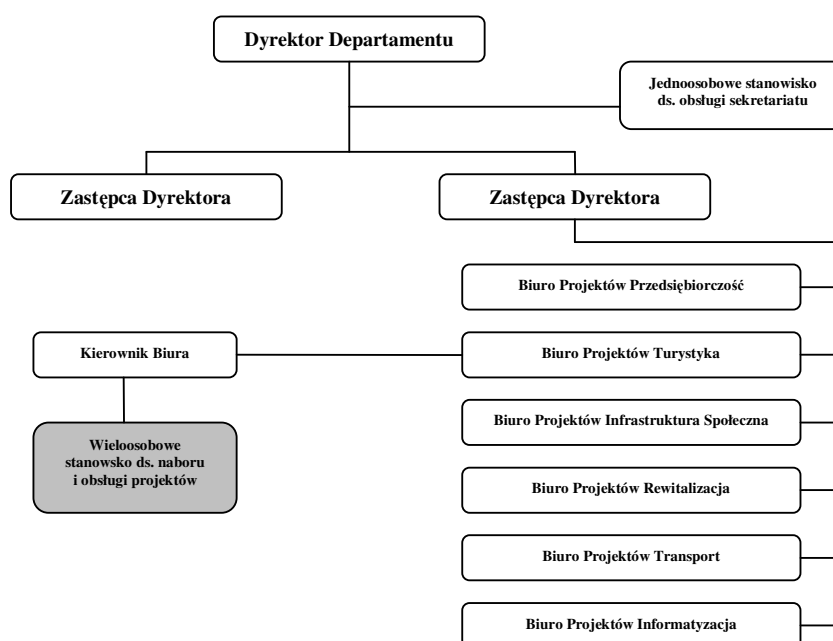 Dyrektor Departamentu
Jednoosobowe stanowisko
ds. obsługi sekretariatu
Zastępca Dyrektora
Zastępca Dyrektora
Biuro Projektów Przedsiębiorczość
Kierownik Biura
Biuro Projektów Turystyka
Wieloosobowe
stanowsko ds. naboru
i obsługi projektów
Biuro Projektów Infrastruktura Społeczna
Biuro Projektów Rewitalizacja
Biuro Projektów Transport
Biuro Projektów Informatyzacja